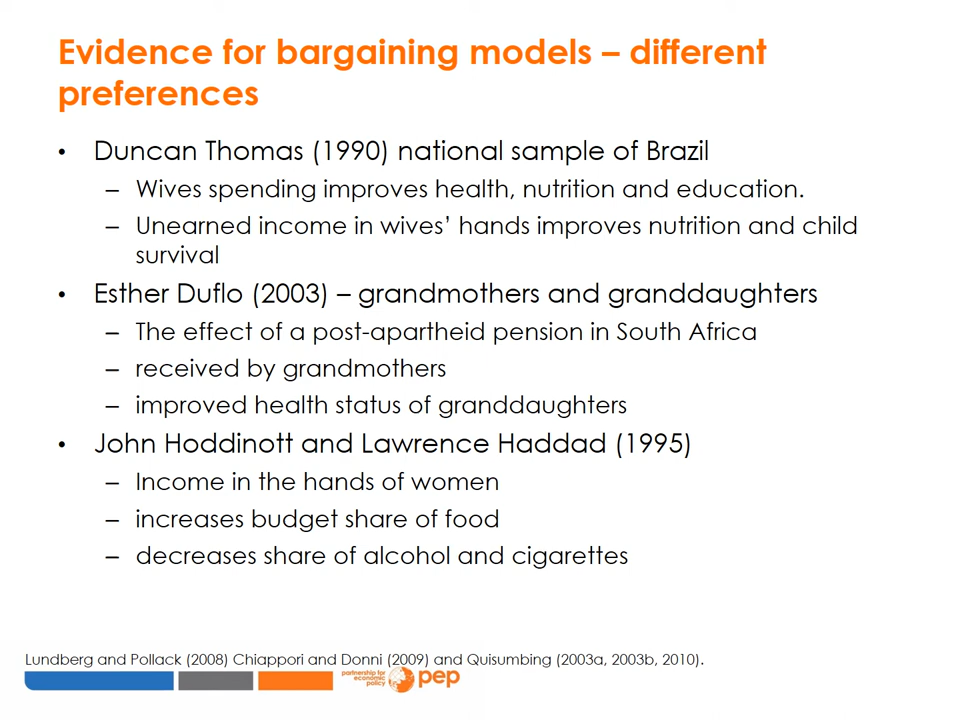 Evidence for bargaining models – different
preferences
• Duncan Thomas (1990) national sample of Brazil
– Wives spending improves health, nutrition and education.
– Unearned income in wives’ hands improves nutrition and child
survival
• Esther Duflo (2003) – grandmothers and granddaughters
– The effect of a post-apartheid pension in South Africa
– received by grandmothers
– improved health status of granddaughters
• John Hoddinott and Lawrence Haddad (1995)
– Income in the hands of women
– increases budget share of food
– decreases share of alcohol and cigarettes
Lundberg and Pollack (2008) Chiappori and Donni (2009) and Quisumbing (2003a, 2003b, 2010).
partnership for
economic
policy
pep